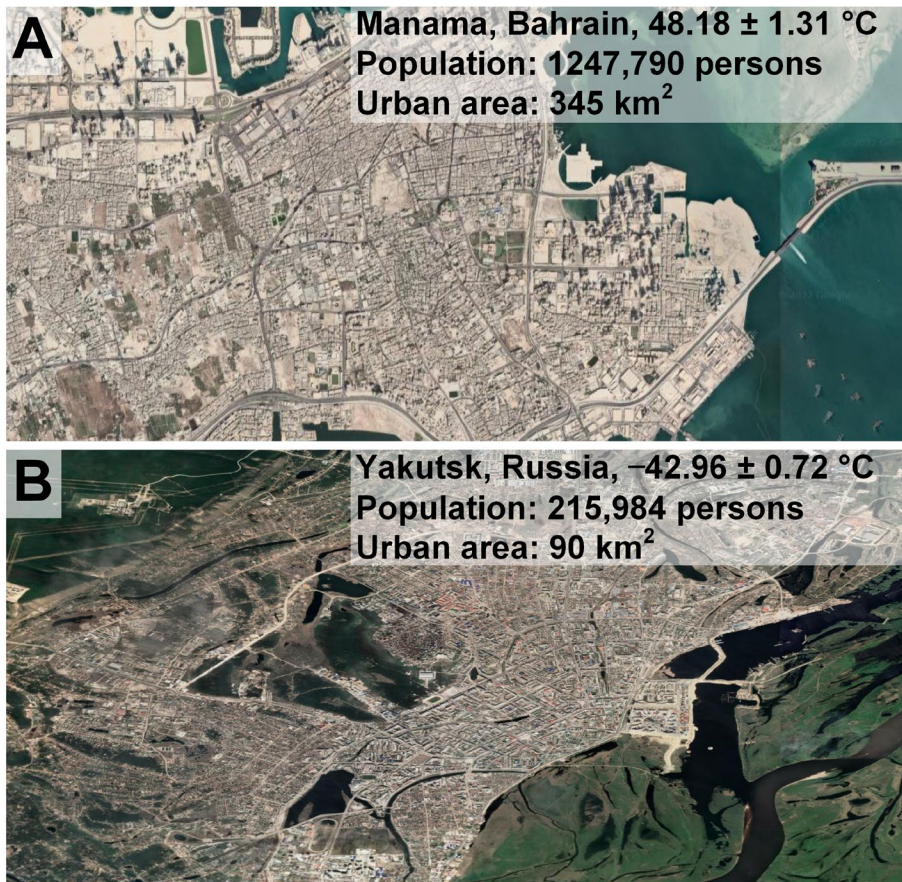 A
Manama, Bahrain, 48.18 ± 1.31 °C
Population: 1247,790 persons
Urban area: 345 km²
B
Yakutsk, Russia, −42.96 ± 0.72 °C
Population: 215,984 persons
Urban area: 90 km²